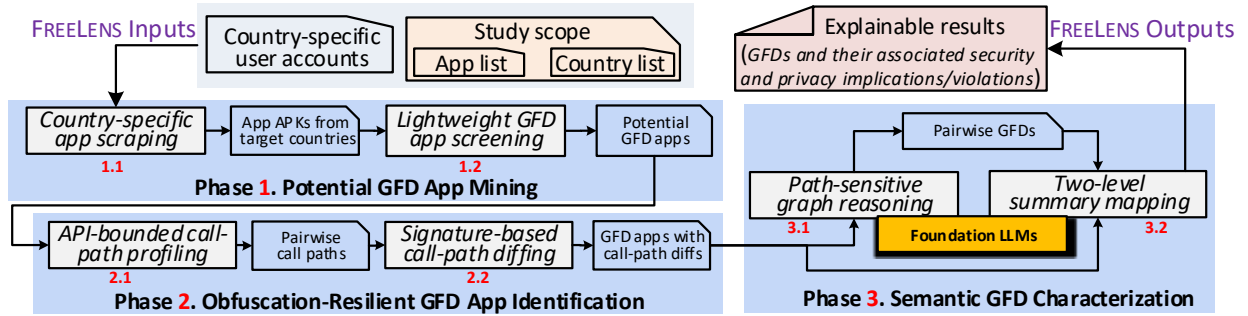 FREELENS Inputs
Country-specific
user accounts
Study scope
App list
Country list
Explainable results
(GFDs and their associated security
and privacy implications/violations)
FREELENS Outputs
Country-specific
app scraping
1.1
App APKs from
target countries
Lightweight GFD
app screening
1.2
Potential
GFD apps
Phase 1. Potential GFD App Mining
API-bounded call-
path profiling
2.1
Pairwise
call paths
Signature-based
call-path diffing
2.2
GFD apps with
call-path diffs
Phase 2. Obfuscation-Resilient GFD App Identification
Pairwise GFDs
Path-sensitive
graph reasoning
3.1
Two-level
summary mapping
3.2
Foundation LLMs
Phase 3. Semantic GFD Characterization